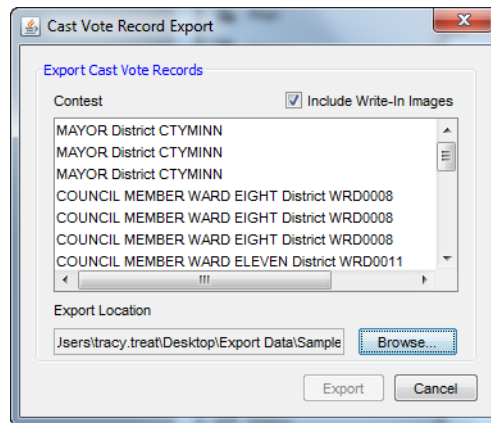 Cast Vote Record Export
Export Cast Vote Records
Contest
Include Write-In Images
MAYOR District CTYMINN
MAYOR District CTYMINN
MAYOR District CTYMINN
COUNCIL MEMBER WARD EIGHT District WRD0008
COUNCIL MEMBER WARD EIGHT District WRD0008
COUNCIL MEMBER WARD EIGHT District WRD0008
COUNCIL MEMBER WARD ELEVEN District WRD0011
Export Location
Jsers\tracy.treat\Desktop\Export Data\Sample
Browse...
Export
Cancel